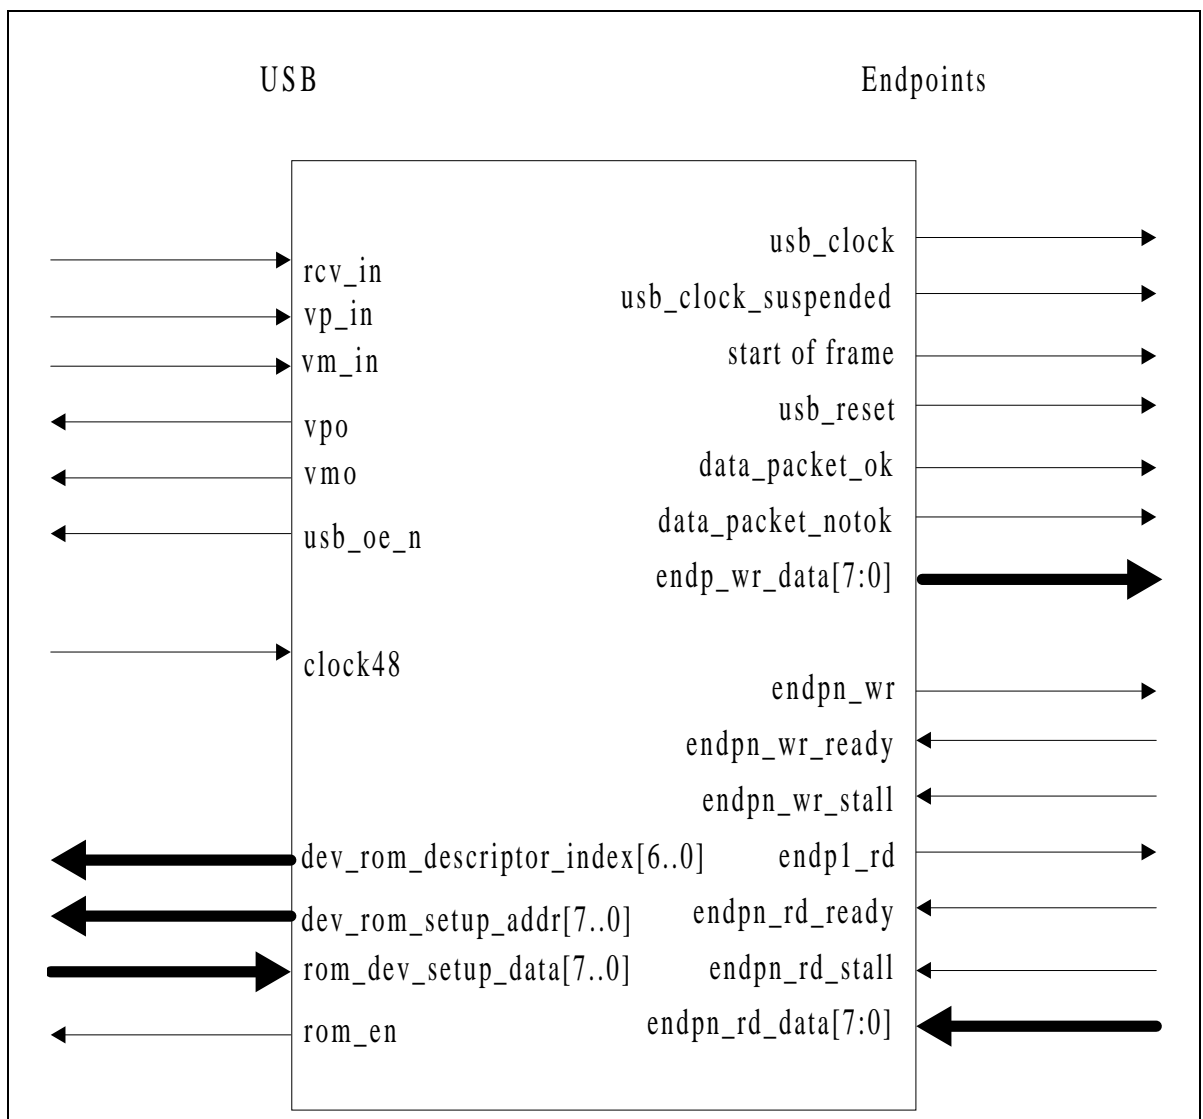 USB
Endpoints
rcv_in
vp_in
vm_in
vpo
vmo
usb_oe_n
clock48
dev_rom_descriptor_index[6..0]
dev_rom_setup_addr[7..0]
rom_dev_setup_data[7..0]
rom_en
usb_clock
usb_clock_suspended
start of frame
usb_reset
data_packet_ok
data_packet_notok
endp_wr_data[7:0]
endpn_wr
endpn_wr_ready
endpn_wr_stall
endp1_rd
endpn_rd_ready
endpn_rd_stall
endpn_rd_data[7:0]